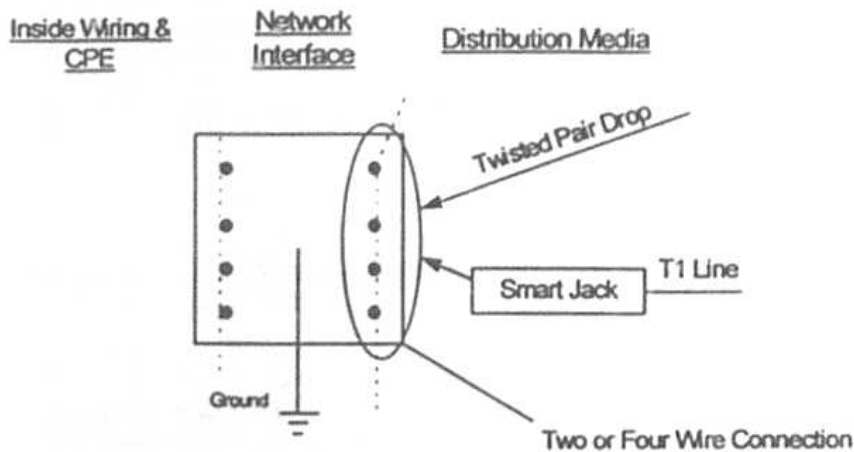 Inside Wiring &
CPE
Network
Interface
Distribution Media
Twisted Pair Drop
Smart Jack
T1 Line
Ground
Two or Four Wire Connection